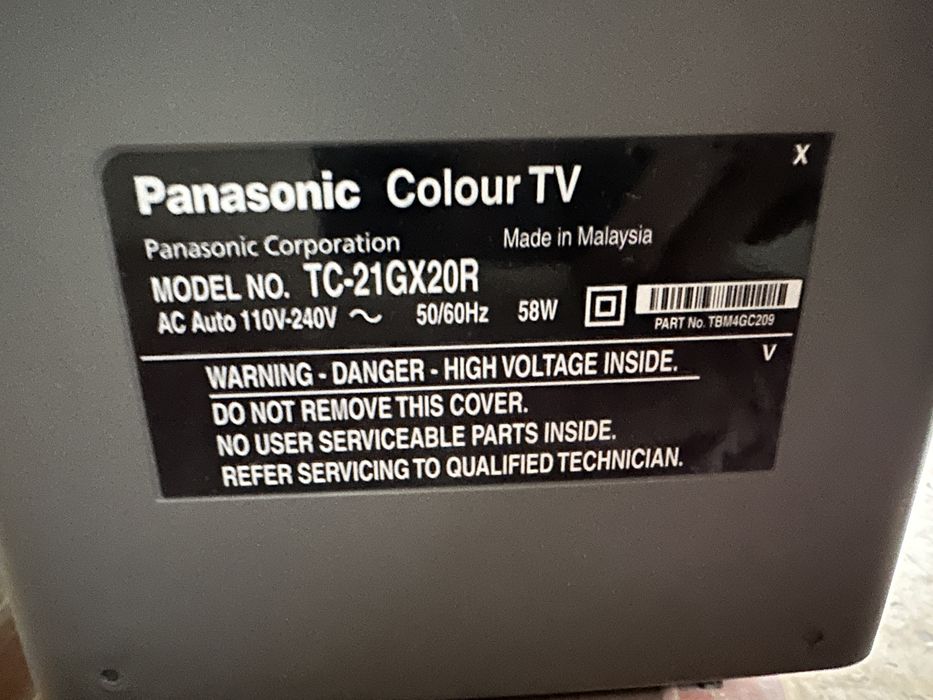 X
Panasonic Colour TV
Panasonic Corporation Made in Malaysia
MODEL NO. TC-21GX20R
AC Auto 110V-240V ～ 50/60Hz 58W
PART No. TBM4GC209
V
WARNING - DANGER - HIGH VOLTAGE INSIDE.
DO NOT REMOVE THIS COVER.
NO USER SERVICEABLE PARTS INSIDE.
REFER SERVICING TO QUALIFIED TECHNICIAN.